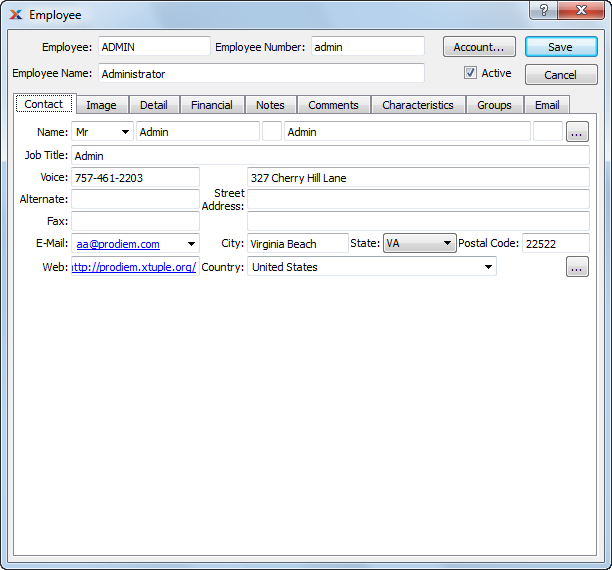 Employee
Employee: ADMIN Employee Number: admin Account... Save
Employee Name: Administrator Active Cancel
Contact Image Detail Financial Notes Comments Characteristics Groups Email
Name: Mr Admin Admin ...
Job Title: Admin
Voice: 757-461-2203 327 Cherry Hill Lane
Alternate: Street
Address:
Fax:
E-Mail: aa@prodiem.com City: Virginia Beach State: VA Postal Code: 22522
Web: ttp://prodiem.xtuple.org/ Country: United States ...